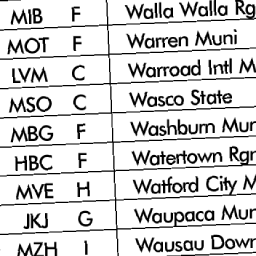 MIB F Walla Walla Rg
MOT F Warren Muni
LVM C Warroad Intl M
MSO C Wasco State
MBG F Washburn Mun
HBC F Watertown Rgn
MVE H Watford City M
JKJ G Waupaca Mun
MZH I Wausau Down